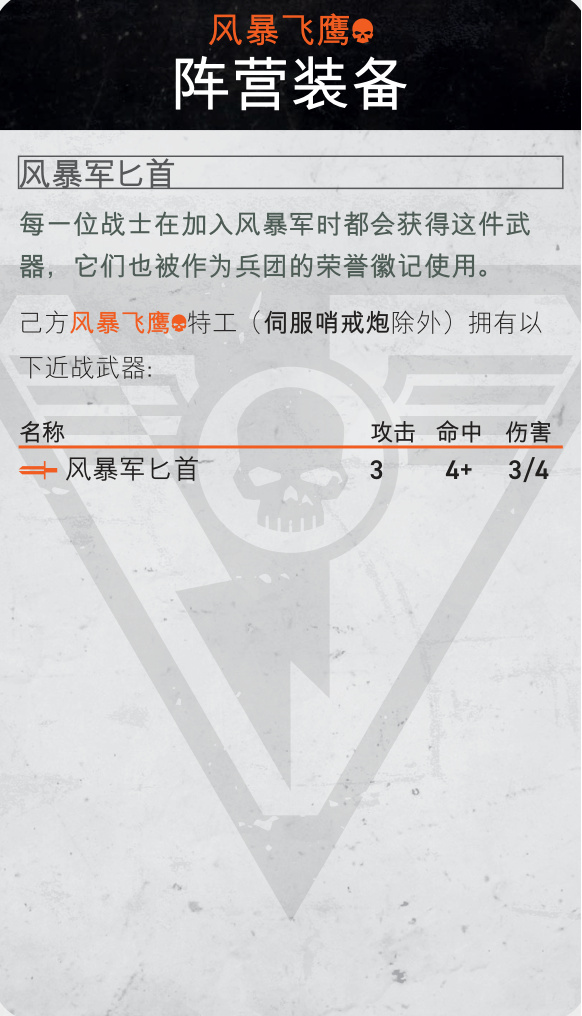 风暴飞鹰
阵营装备
风暴军匕首
每一位战士在加入风暴军时都会获得这件武
器，它们也被作为兵团的荣誉徽记使用。
己方风暴飞鹰特工（伺服哨戒炮除外）拥有以
下近战武器:
名称 攻击 命中 伤害
风暴军匕首 3 4+ 3/4